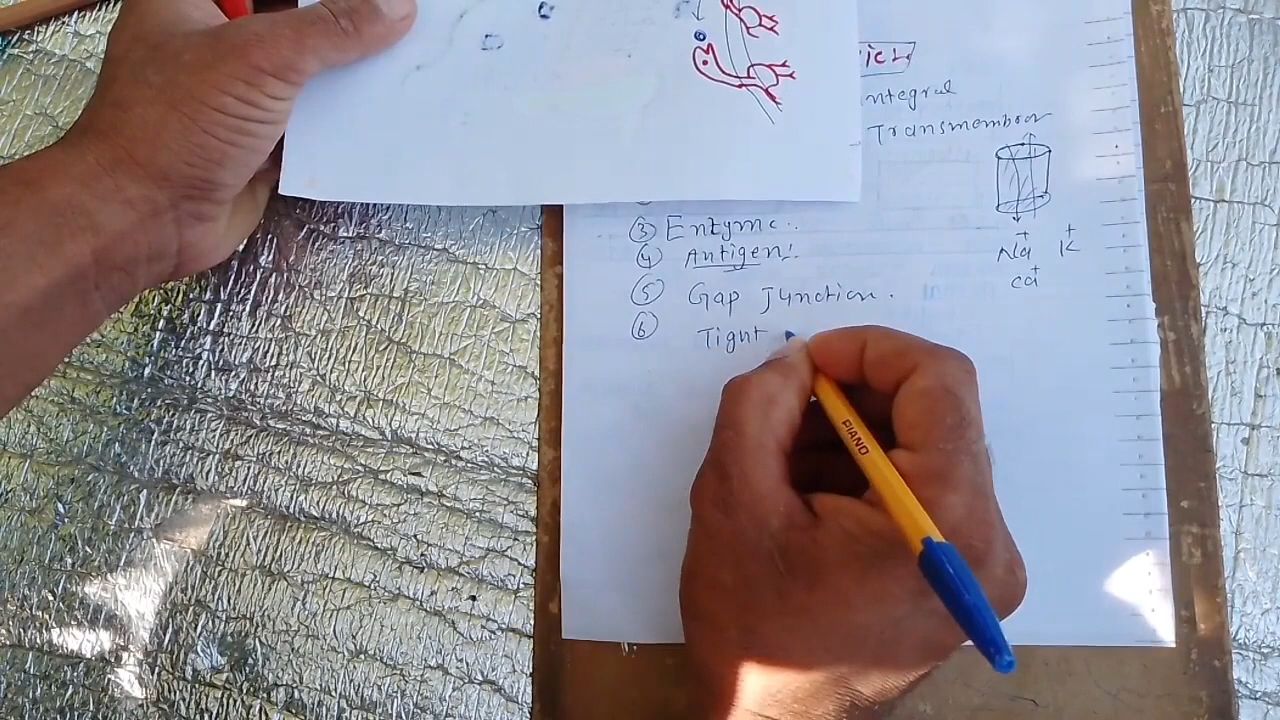 ntegral
Transmembran
③ Enzyme..
④ Antigen!
⑤ Gap Junction.
⑥ Tight
Na+ K+
ca+
PIANO